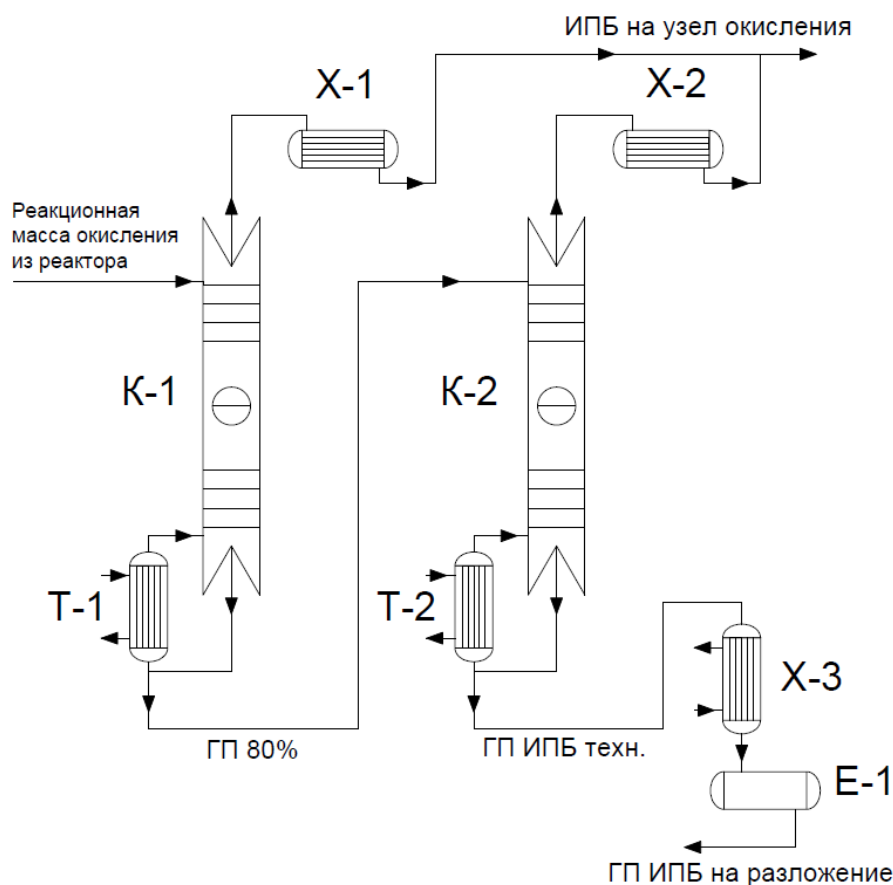 ИПБ на узел окисления
Х-1
Х-2
Реакционная
масса окисления
из реактора
К-1
К-2
Т-1
Т-2
Х-3
ГП 80%
ГП ИПБ техн.
Е-1
ГП ИПБ на разложение